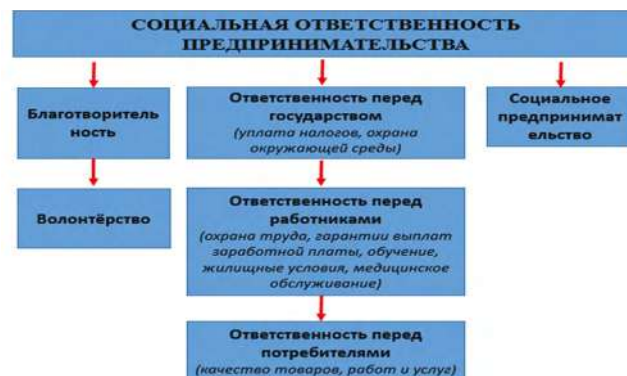 СОЦИАЛЬНАЯ ОТВЕТСТВЕННОСТЬ
ПРЕДПРИНИМАТЕЛЬСТВА
Благотворитель
ность
Волонтёрство
Ответственность перед
государством
(уплата налогов, охрана
окружающей среды)
Ответственность перед
работниками
(охрана труда, гарантии выплат
заработной платы, обучение,
жилищные условия, медицинское
обслуживание)
Ответственность перед
потребителями
(качество товаров, работ и услуг)
Социальное
предпринимат
ельство